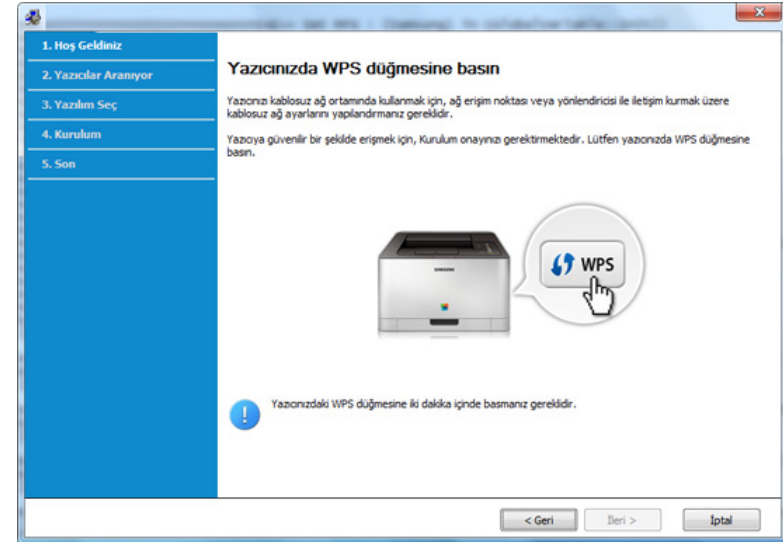 1. Hoş Geldiniz
2. Yazıcılar Aranıyor
3. Yazılım Seç
4. Kurulum
5. Son
Yazıcınızda WPS düğmesine basın
Yazıcınızı kablosuz ağ ortamında kullanmak için, ağ erişim noktası veya yönlendiricisi ile iletişim kurmak üzere
kablosuz ağ ayarlarını yapılandırmanız gereklidir.
Yazıcıya güvenilir bir şekilde erişmek için, Kurulum onayınızı gerektirmektedir. Lütfen yazıcınızda WPS düğmesine
basın.
SAMSUNG
WPS
Yazıcınızdaki WPS düğmesine iki dakika içinde basmanız gereklidir.
< Geri
İleri >
İptal